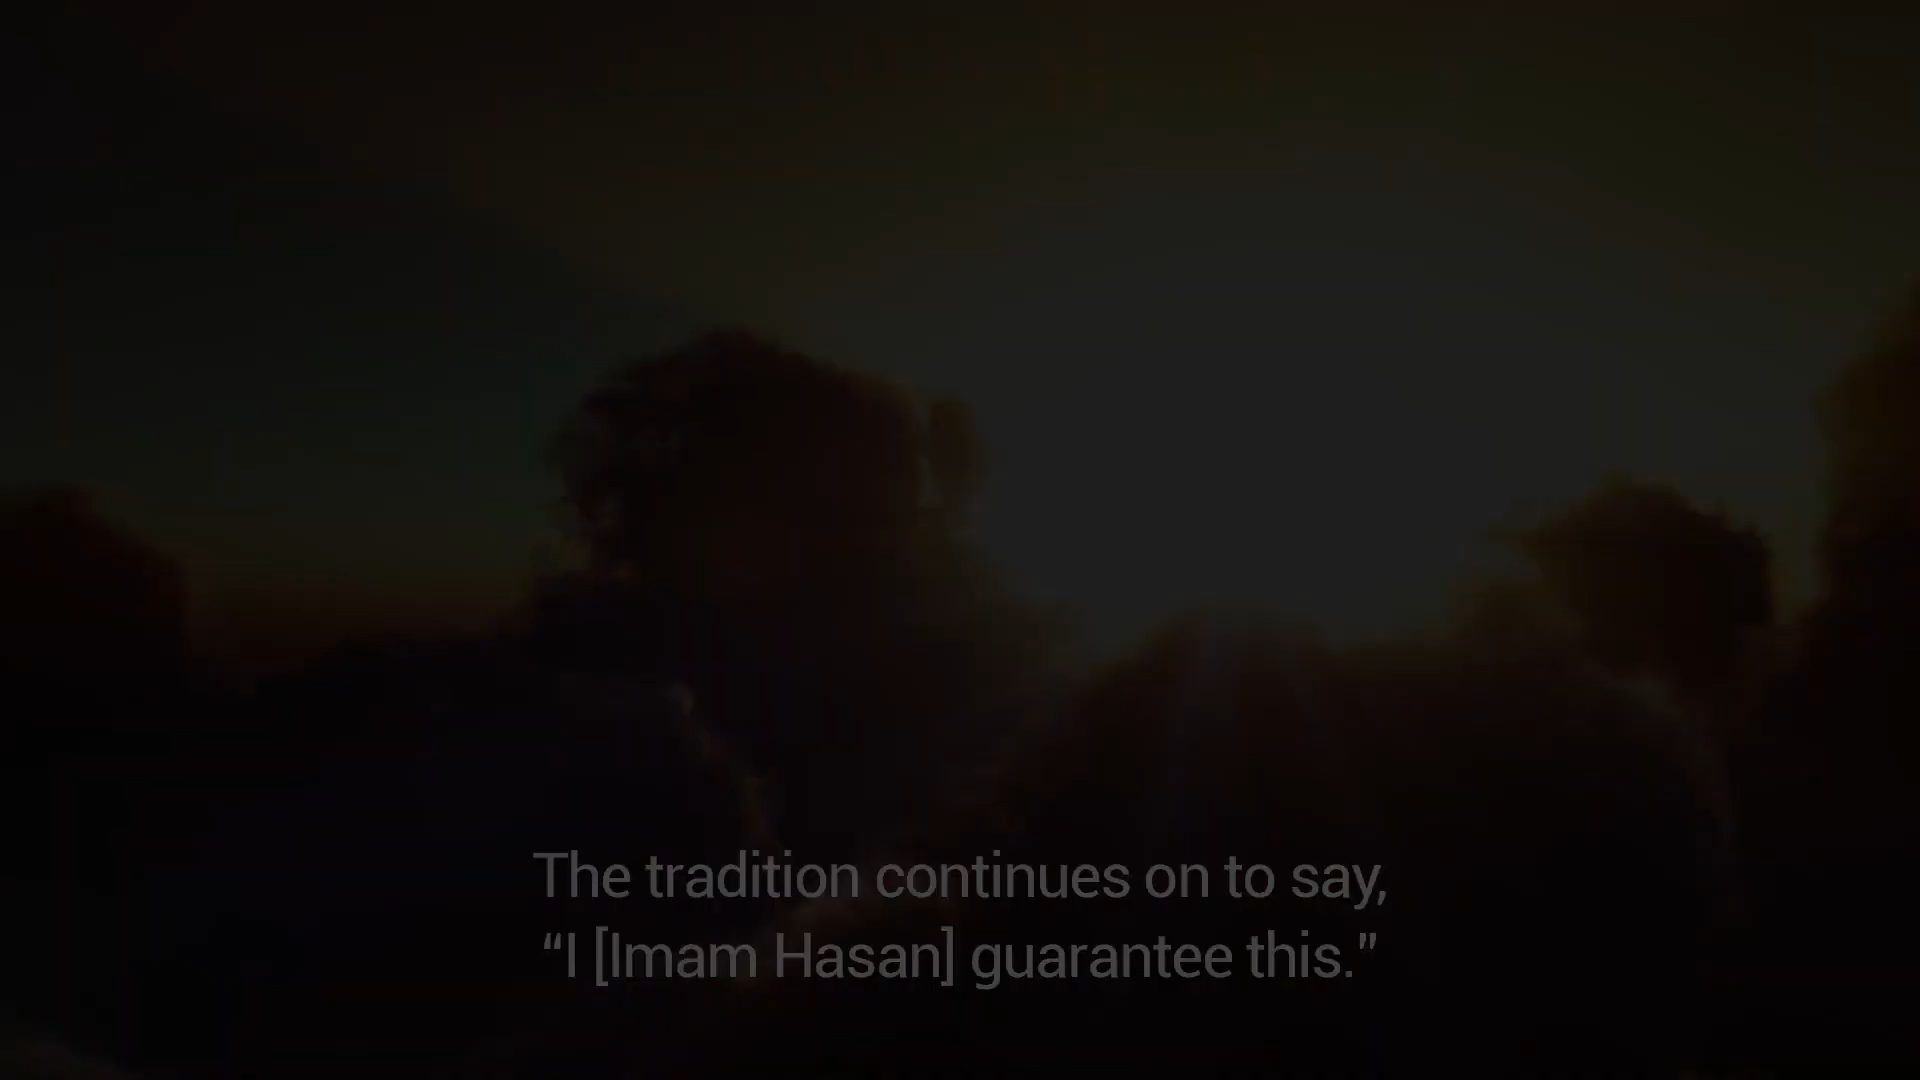 The tradition continues on to say,
“I [Imam Hasan] guarantee this.”